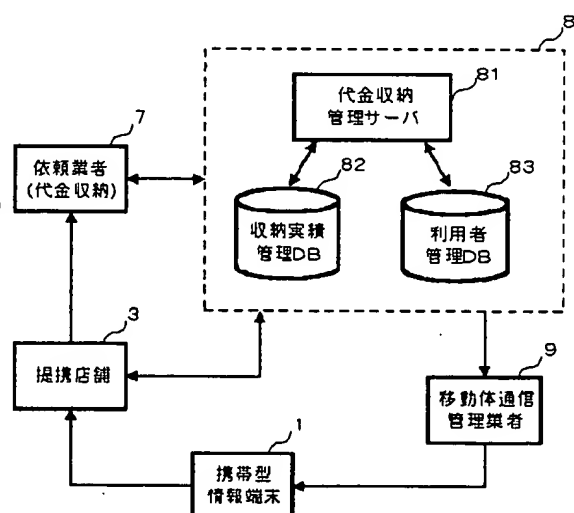 8
81
代金収納
管理サーバ
7
依頼業者
(代金収納)
82
収納実績
管理DB
83
利用者
管理DB
3
提携店舗
9
移動体通信
管理業者
1
携帯型
情報端末